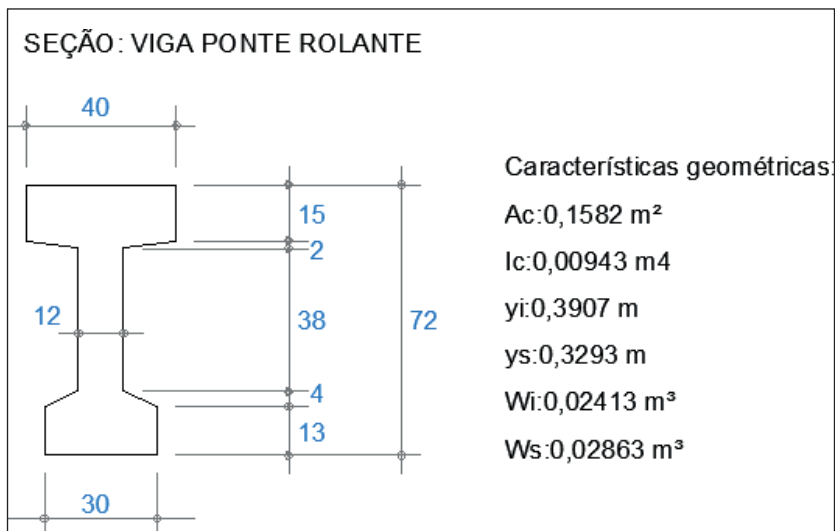 SEÇÃO: VIGA PONTE ROLANTE
40
Característícas geométricas:
15
Ac:0,1582 m²
2
Ic:0,00943 m4
12
38
72
yi:0,3907 m
ys:0,3293 m
4
Wi:0,02413 m³
13
Ws:0,02863 m³
30